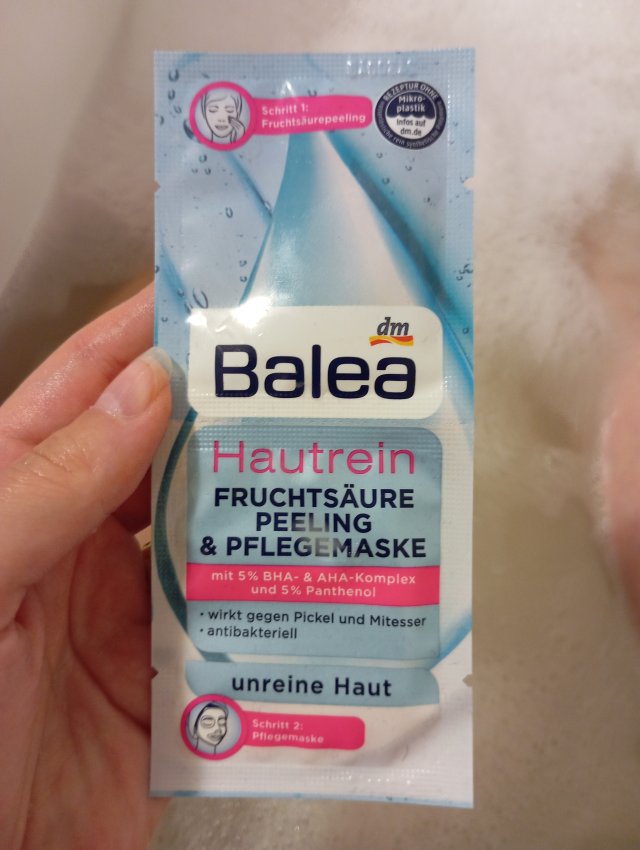 Schritt 1:
Fruchtsäurepeeling
REZEPTUR OHNE
Mikro-
plastik
Infos auf
dm.de
dm
Balea
Hautrein
FRUCHTSÄURE
PEELING
& PFLEGEMASKE
mit 5% BHA- & AHA-Komplex
und 5% Panthenol
• wirkt gegen Pickel und Mitesser
• antibakteriell
unreine Haut
Schritt 2:
Pflegemaske